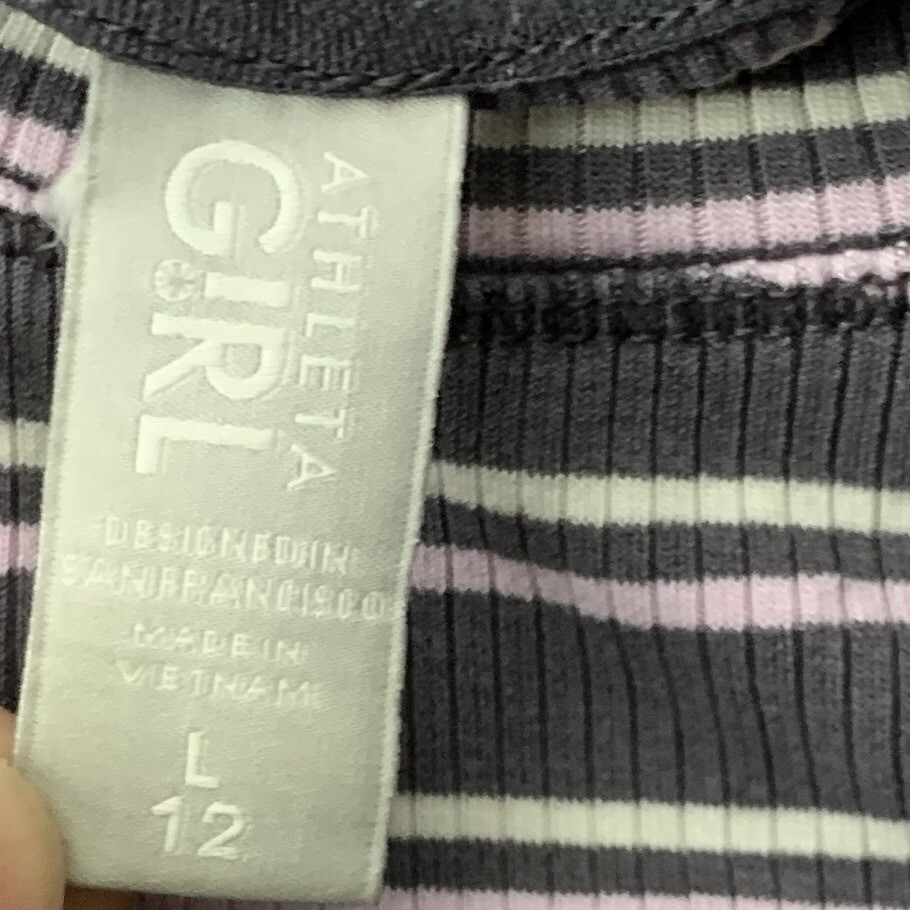 ATHLETA
GIRL
DESIGNED IN
SAN FRANCISCO
MADE IN
VIETNAM
L
12